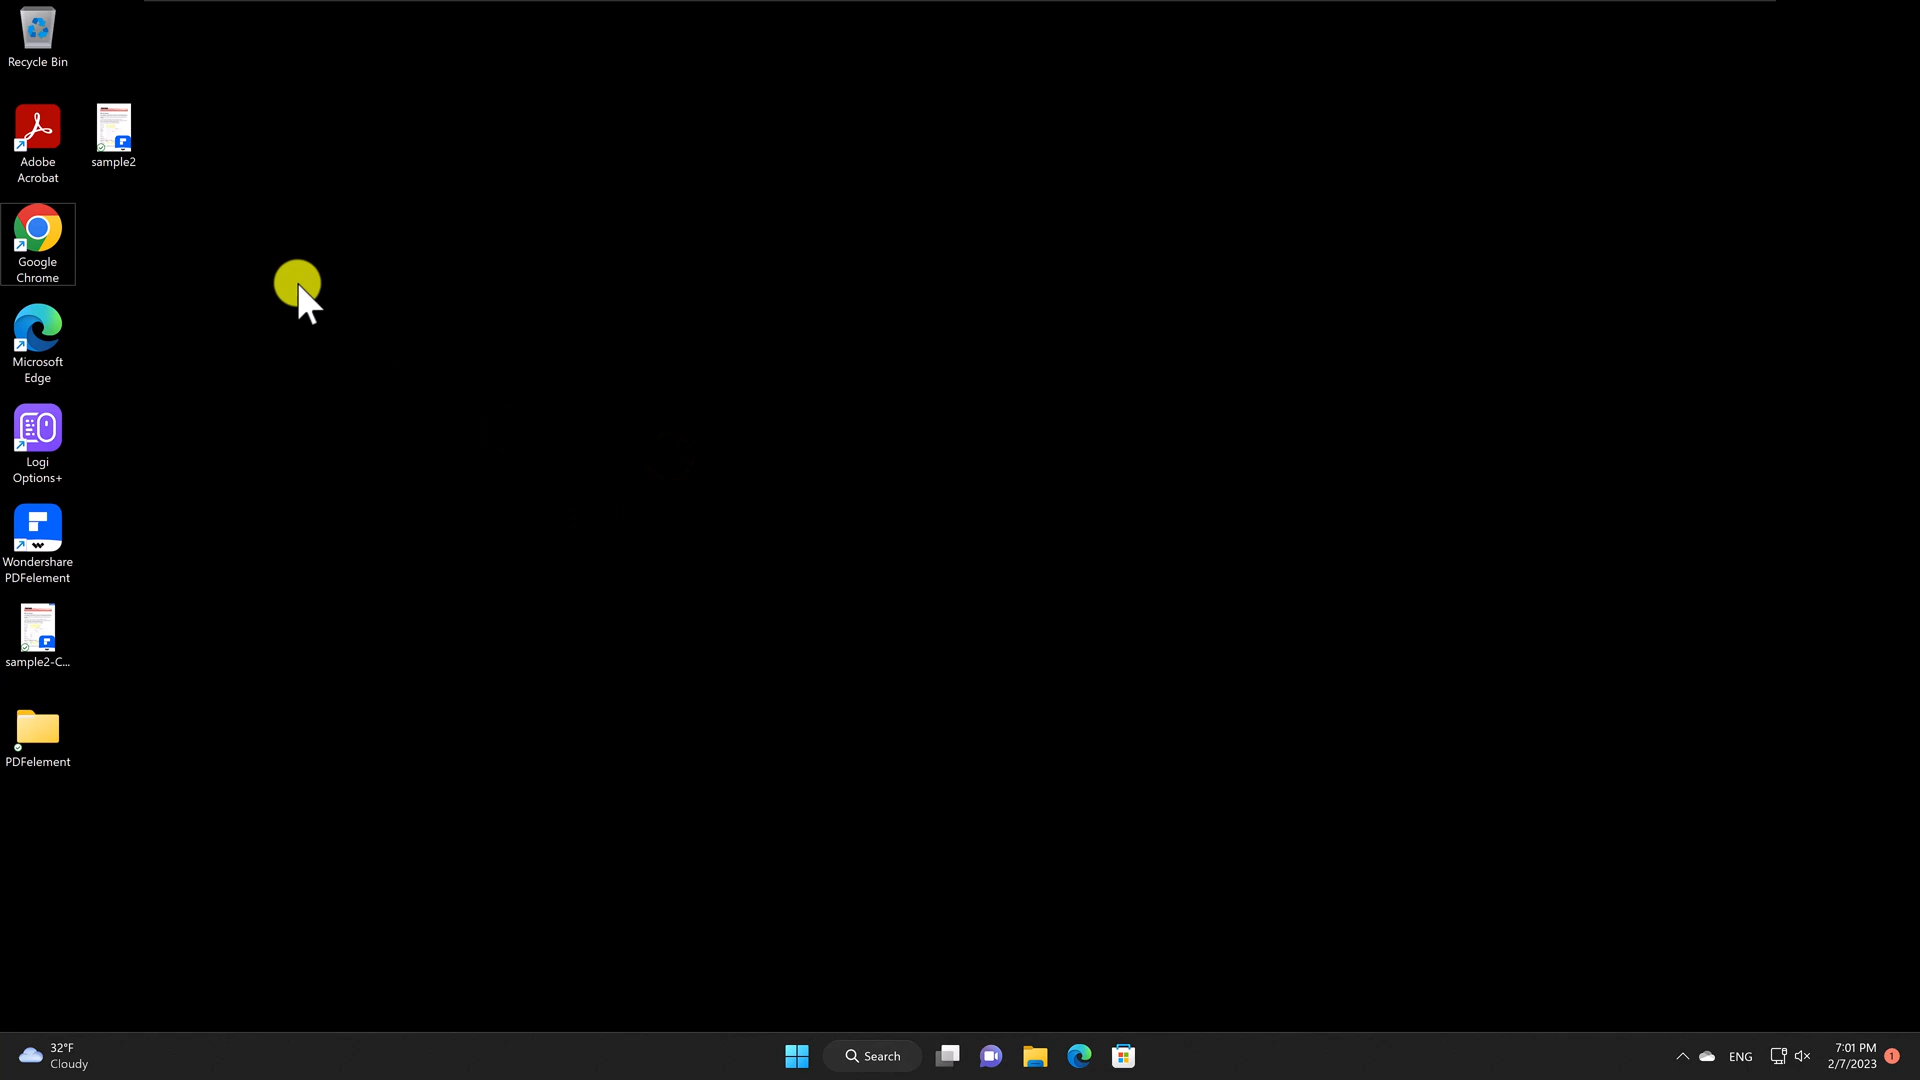 Recycle Bin
Adobe
Acrobat
sample2
Google
Chrome
Microsoft
Edge
Logi
Options+
Wondershare
PDFelement
sample2-C...
PDFelement
32°F
Cloudy
Search
ENG
7:01 PM
2/7/2023
1